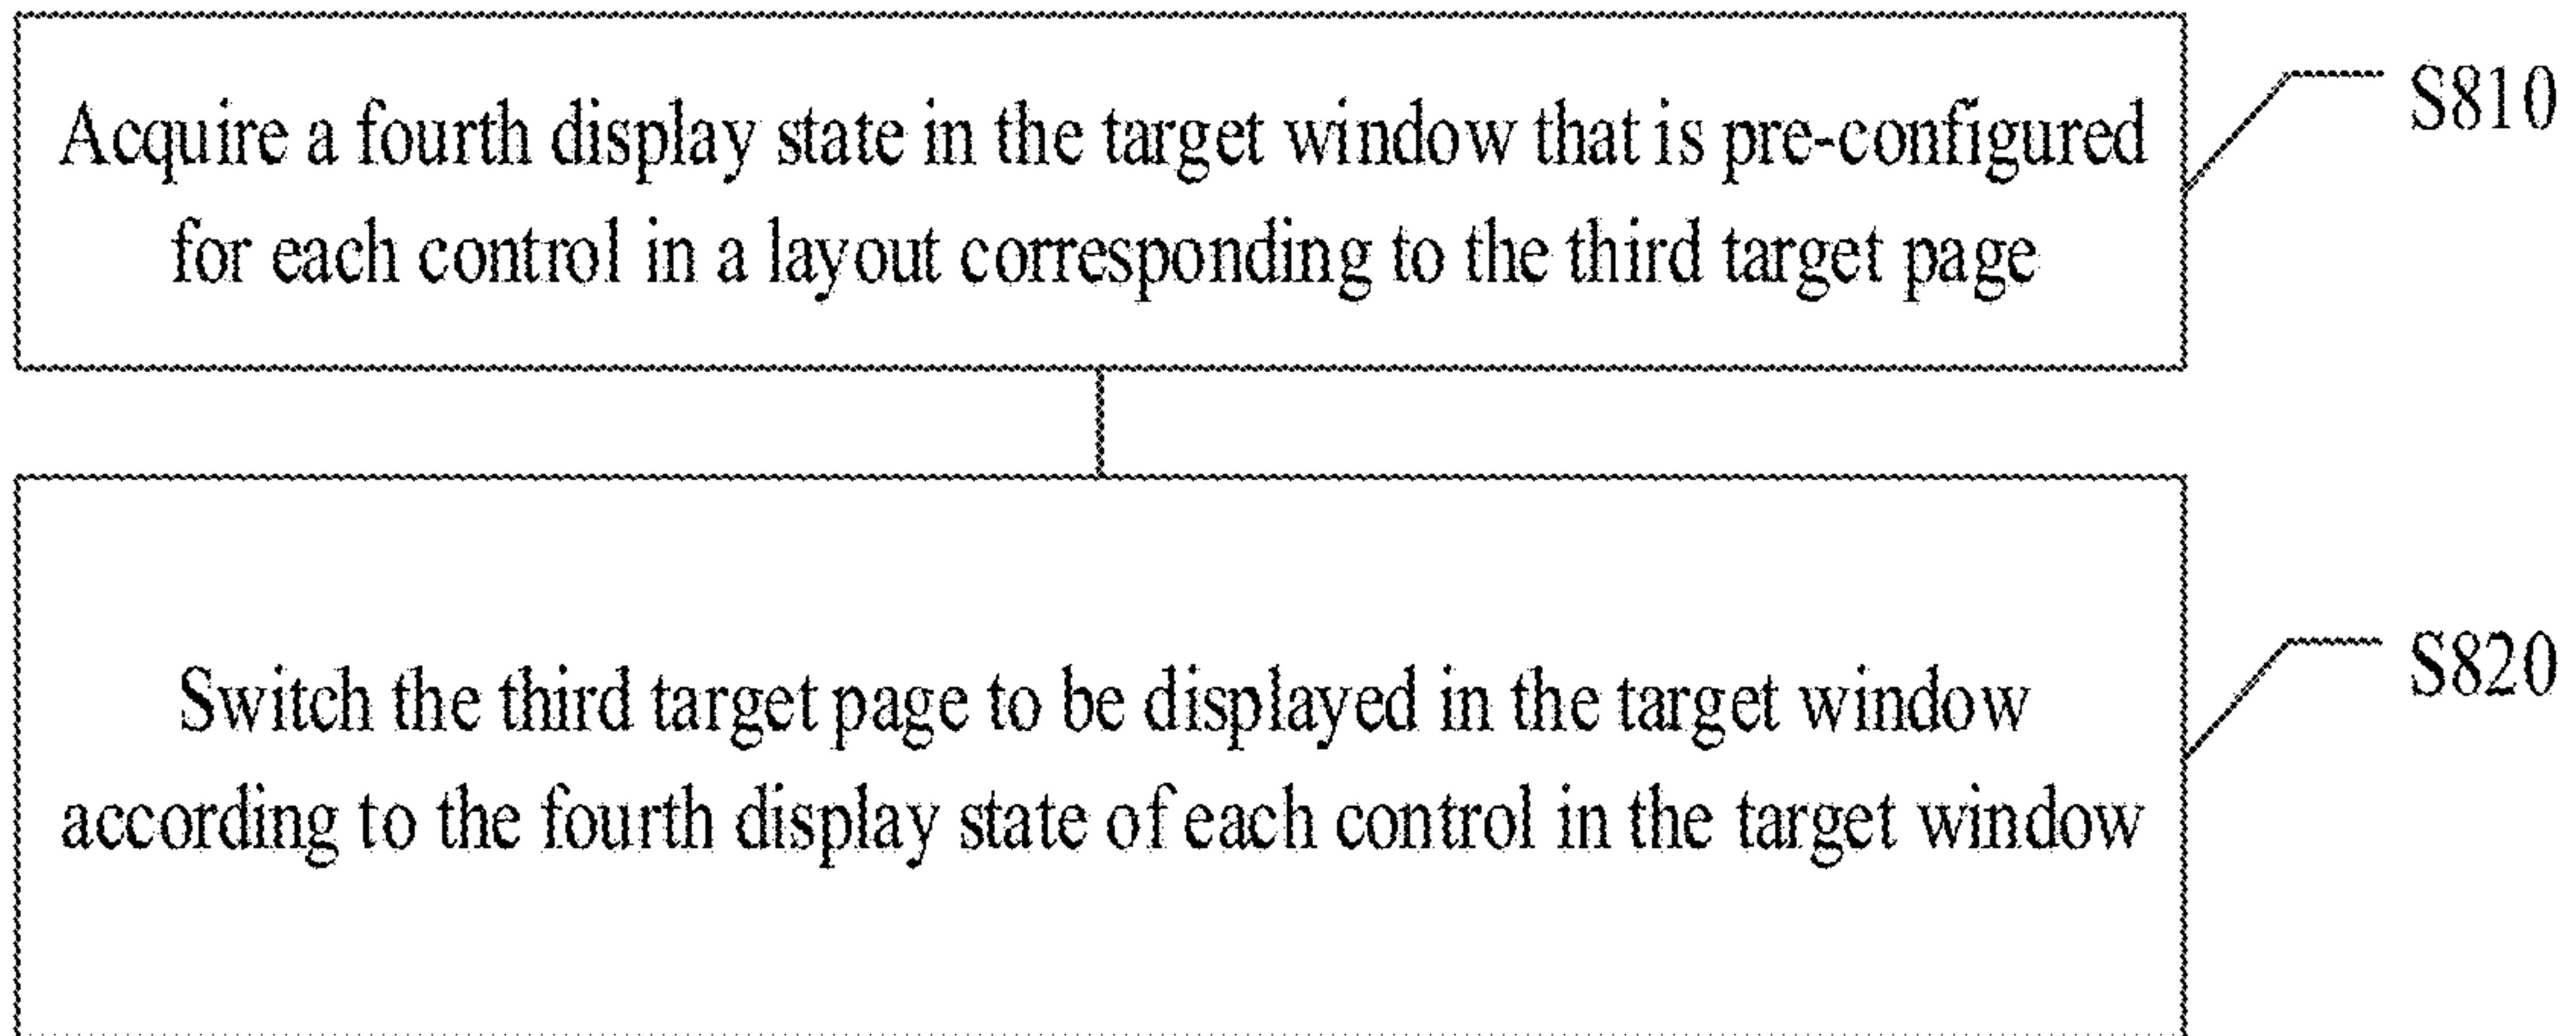 Acquire a fourth display state in the target window that is pre-configured
for each control in a layout corresponding to the third target page
S810
Switch the third target page to be displayed in the target window
according to the fourth display state of each control in the target window
S820